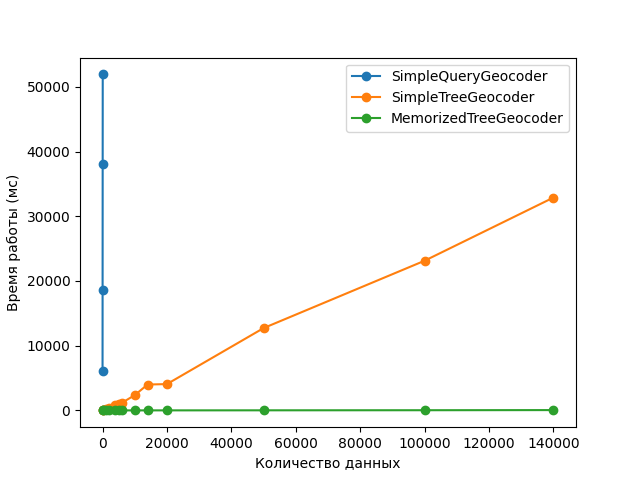 SimpleQueryGeocoder
SimpleTreeGeocoder
MemorizedTreeGeocoder
Время работы (мс)
50000
40000
30000
20000
10000
0
0 20000 40000 60000 80000 100000 120000 140000
Количество данных